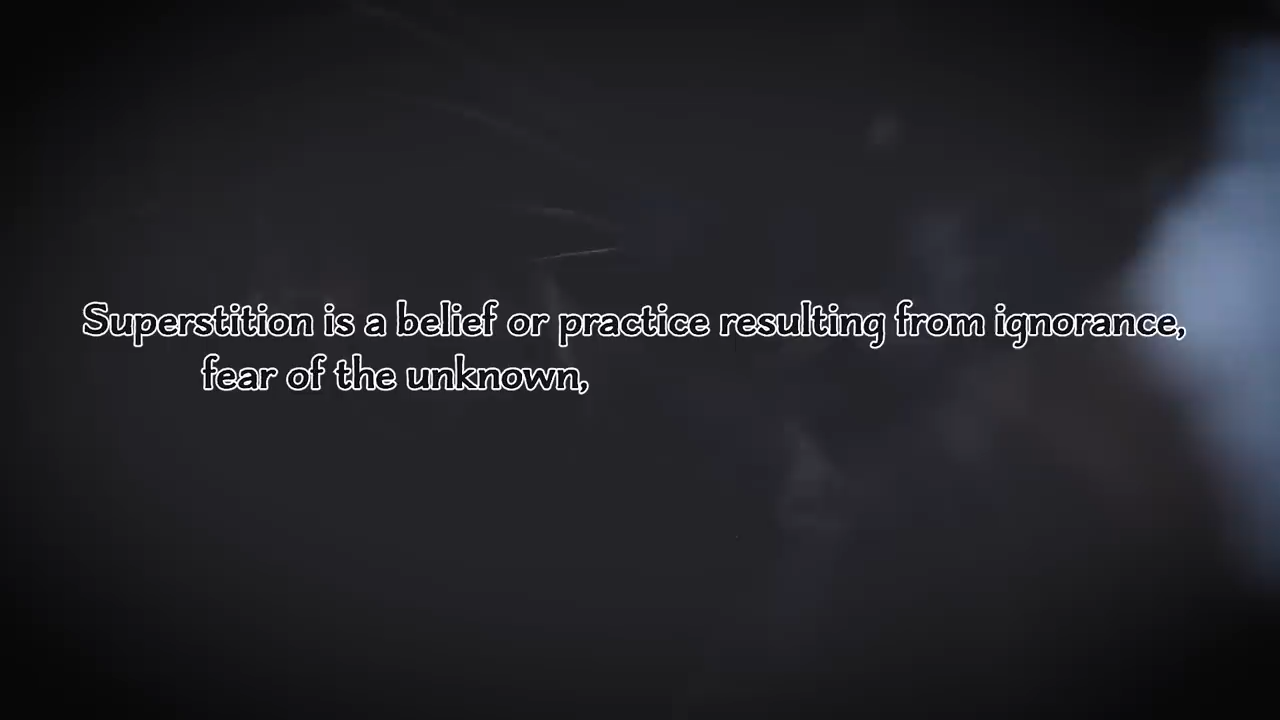 Superstition is a belief or practice resulting from ignorance,
fear of the unknown,